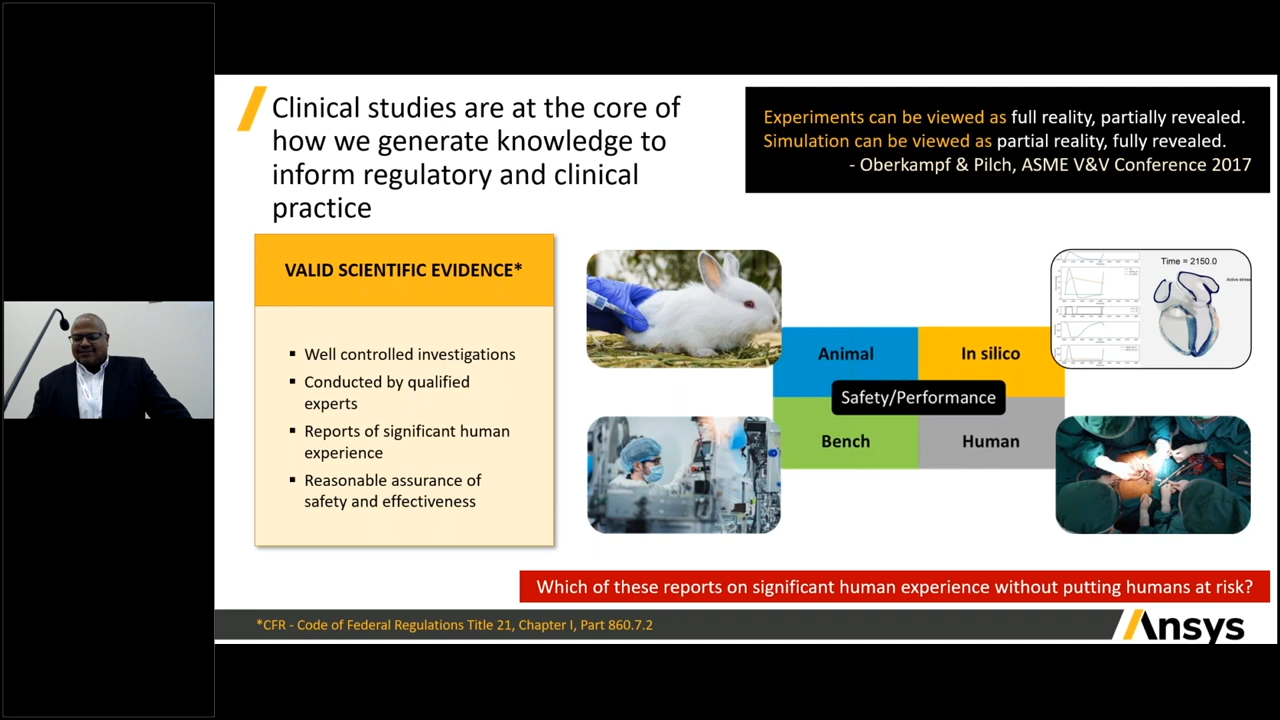 Clinical studies are at the core of
how we generate knowledge to
inform regulatory and clinical
practice
Experiments can be viewed as full reality, partially revealed.
Simulation can be viewed as partial reality, fully revealed.
- Oberkampf & Pilch, ASME V&V Conference 2017
VALID SCIENTIFIC EVIDENCE*
▪ Well controlled investigations
▪ Conducted by qualified
experts
▪ Reports of significant human
experience
▪ Reasonable assurance of
safety and effectiveness
Time = 2150.0
Animal
In silico
Safety/Performance
Bench
Human
Which of these reports on significant human experience without putting humans at risk?
*CFR - Code of Federal Regulations Title 21, Chapter I, Part 860.7.2
Ansys